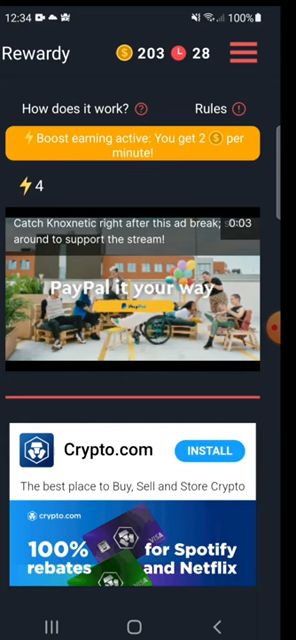 12:34
100%
Rewardy
203
28
How does it work? ?
Rules !
Boost earning active: You get 2 per
minute!
4
Catch Knoxnetic right after this ad break;
0:03
around to support the stream!
PayPal it your way
PayPal
Crypto.com
INSTALL
The best place to Buy, Sell and Store Crypto
crypto.com
100%
rebates
for Spotify
and Netflix
VISA